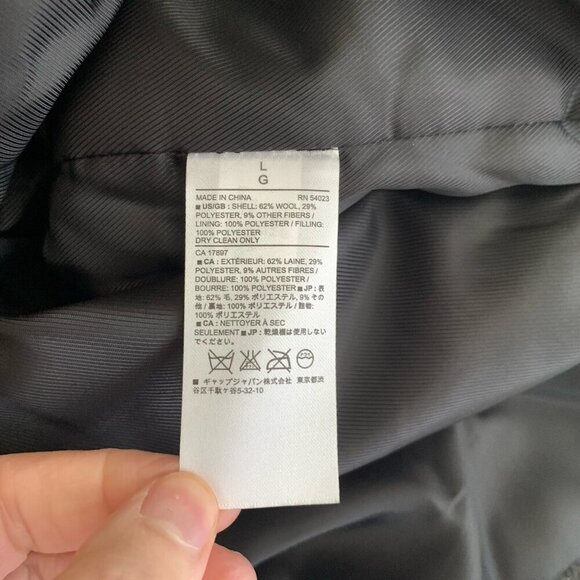 L
G
MADE IN CHINA RN 54023
■ US/GB : SHELL: 62% WOOL, 29%
POLYESTER, 9% OTHER FIBERS /
LINING: 100% POLYESTER / FILLING:
100% POLYESTER
DRY CLEAN ONLY
CA 17897
■ CA : EXTÉRIEUR: 62% LAINE, 29%
POLYESTER, 9% AUTRES FIBRES /
DOUBLURE: 100% POLYESTER /
BOURRE: 100% POLYESTER ■ JP : 表
地: 62% 毛, 29% ポリエステル, 9% その
他 / 裏地: 100% ポリエステル / 詰物:
100% ポリエステル
■ CA : NETTOYER À SEC
SEULEMENT ■ JP : 乾燥機は使用しない
でください。
■ ギャップジャパン株式会社 東京都渋
谷区千駄ヶ谷5-32-10